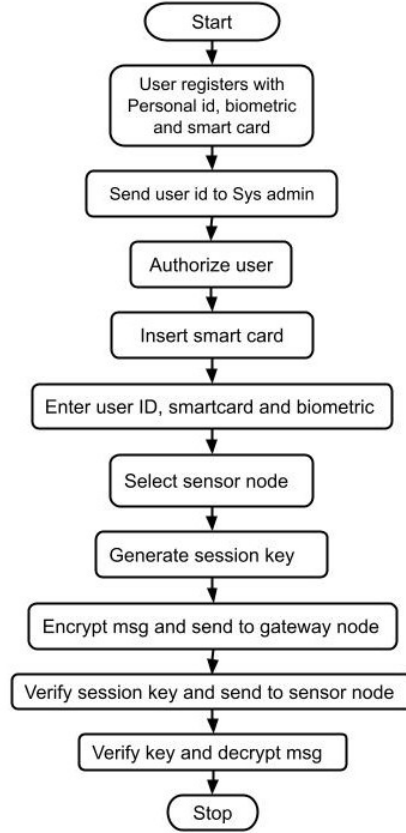 Start
User registers with
Personal id, biometric
and smart card
Send user id to Sys admin
Authorize user
Insert smart card
Enter user ID, smartcard and biometric
Select sensor node
Generate session key
Encrypt msg and send to gateway node
Verify session key and send to sensor node
Verify key and decrypt msg
Stop